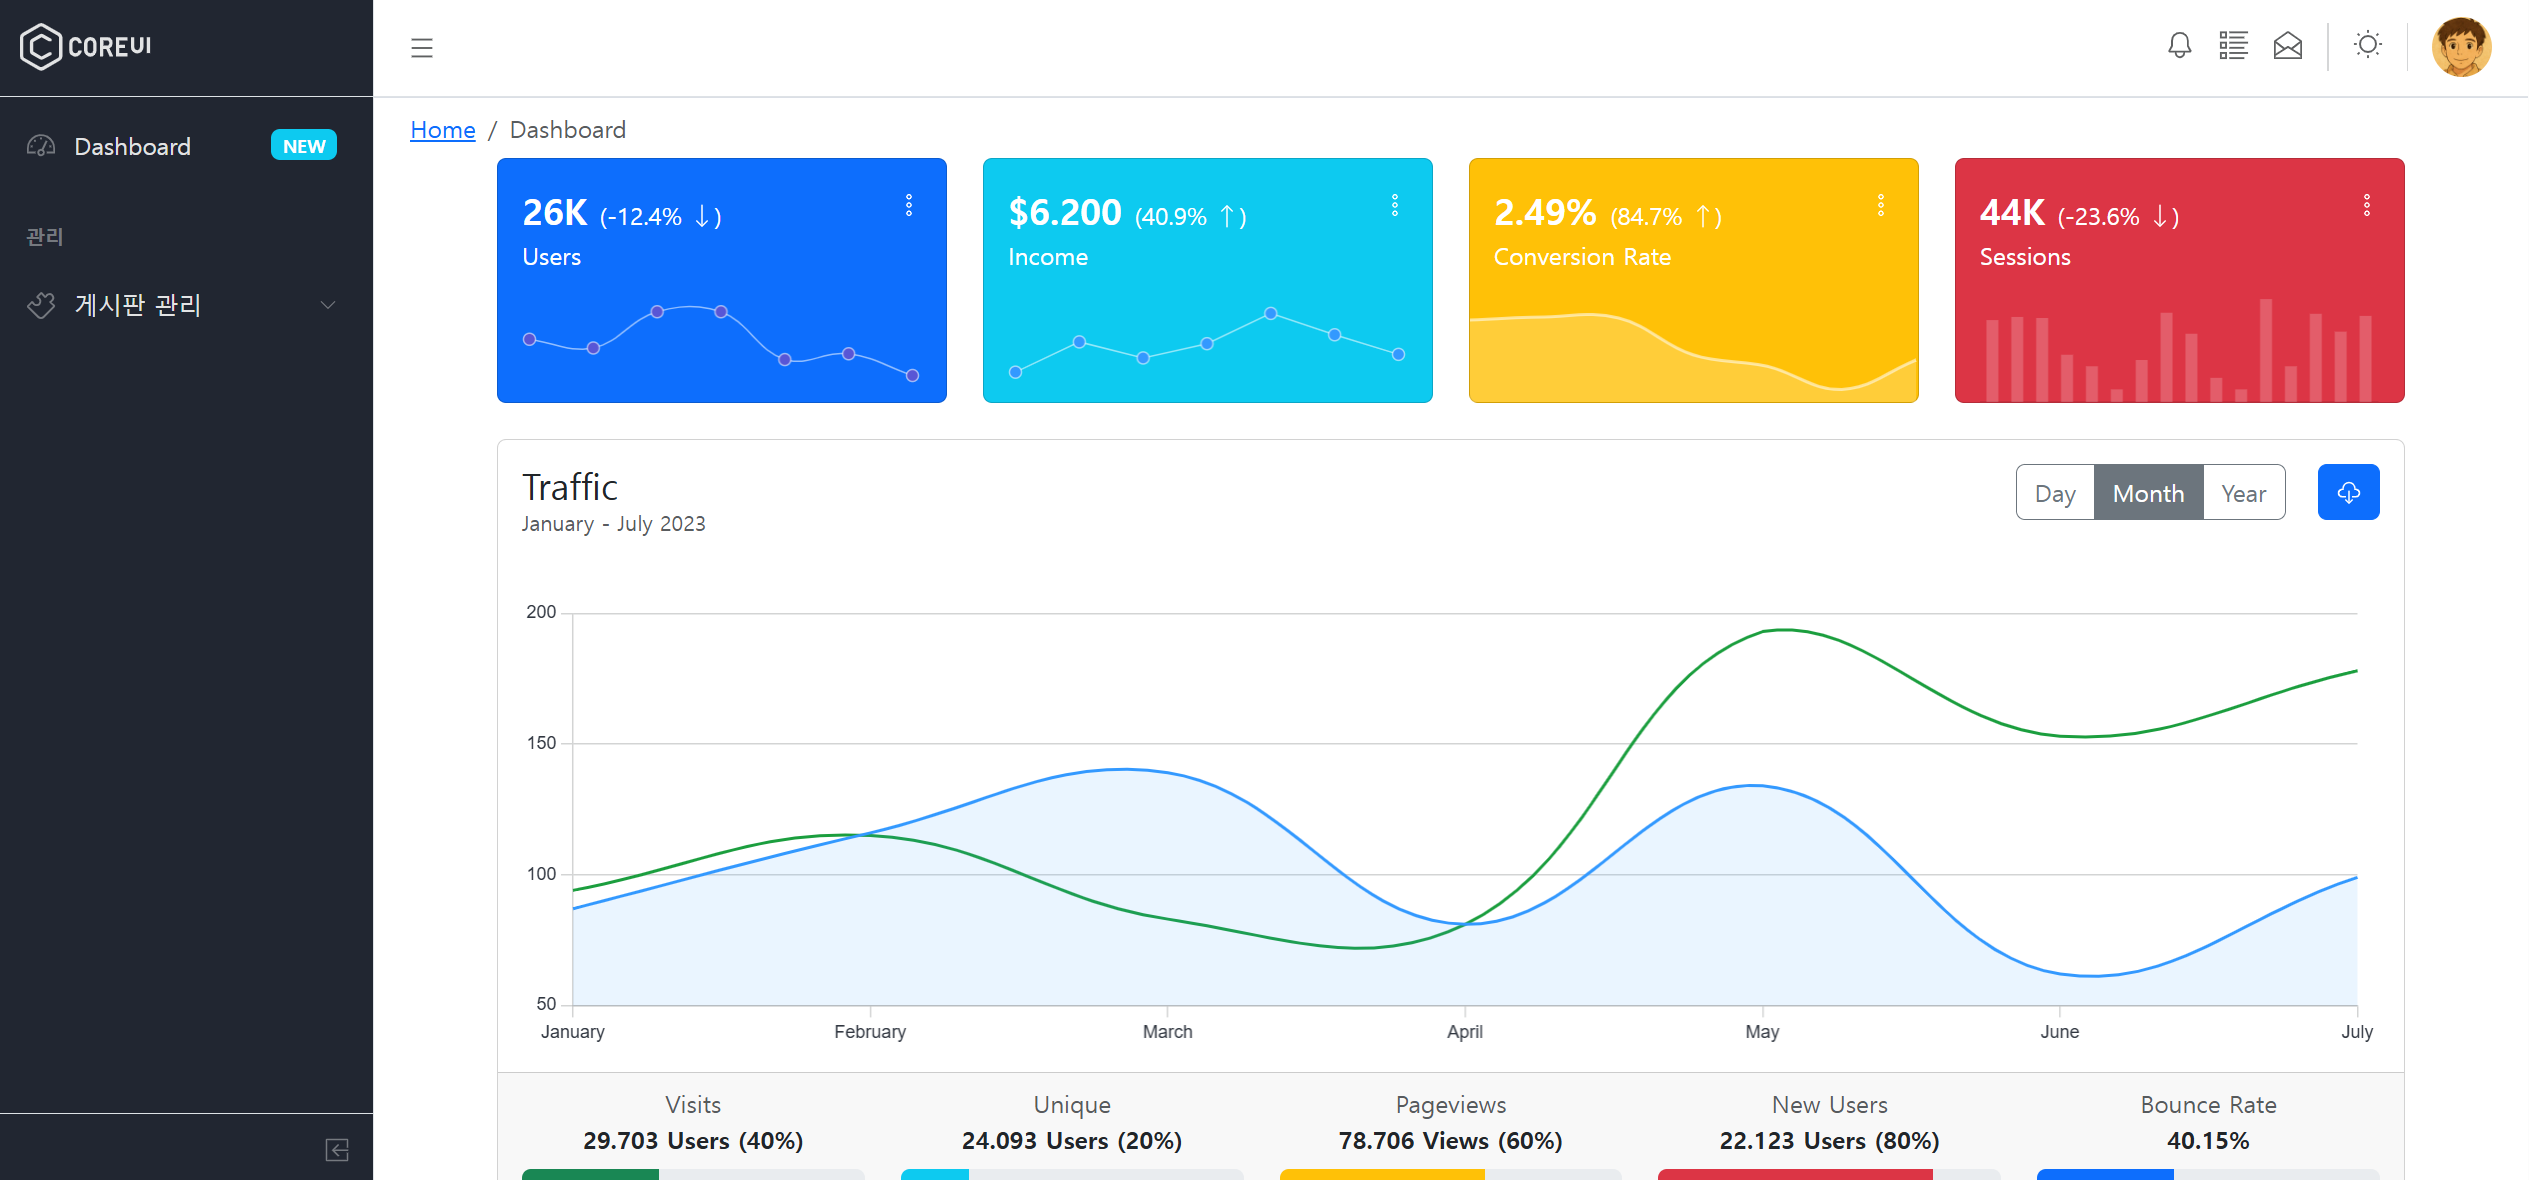 COREUI
Dashboard NEW
관리
게시판 관리
Home / Dashboard
26K (-12.4% ↓)
Users
$6.200 (40.9% ↑)
Income
2.49% (84.7% ↑)
Conversion Rate
44K (-23.6% ↓)
Sessions
Traffic
January - July 2023
Day Month Year
200
150
100
50
January February March April May June July
Visits
29.703 Users (40%)
Unique
24.093 Users (20%)
Pageviews
78.706 Views (60%)
New Users
22.123 Users (80%)
Bounce Rate
40.15%